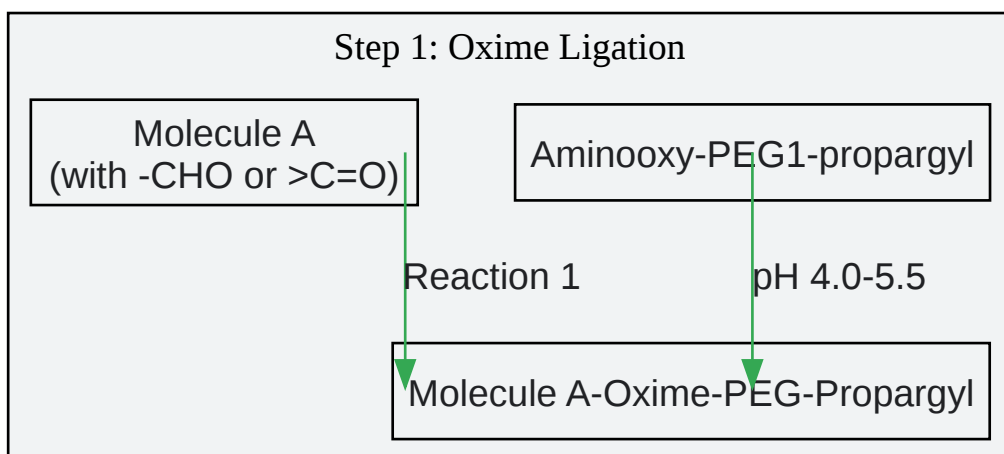 Step 1: Oxime Ligation
Molecule A
(with -CHO or >C=O)
Aminooxy-PEG1-propargyl
Reaction 1
pH 4.0-5.5
Molecule A-Oxime-PEG-Propargyl